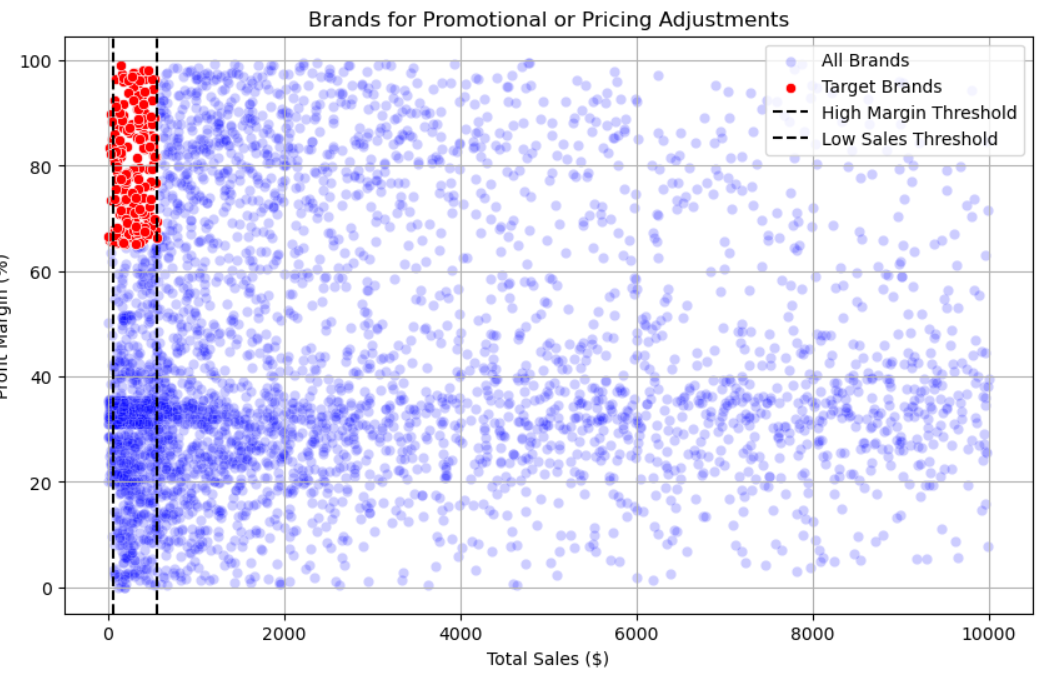 Brands for Promotional or Pricing Adjustments
All Brands
Target Brands
High Margin Threshold
Low Sales Threshold
Profit Margin (%)
100
80
60
40
20
0
0 2000 4000 6000 8000 10000
Total Sales ($)